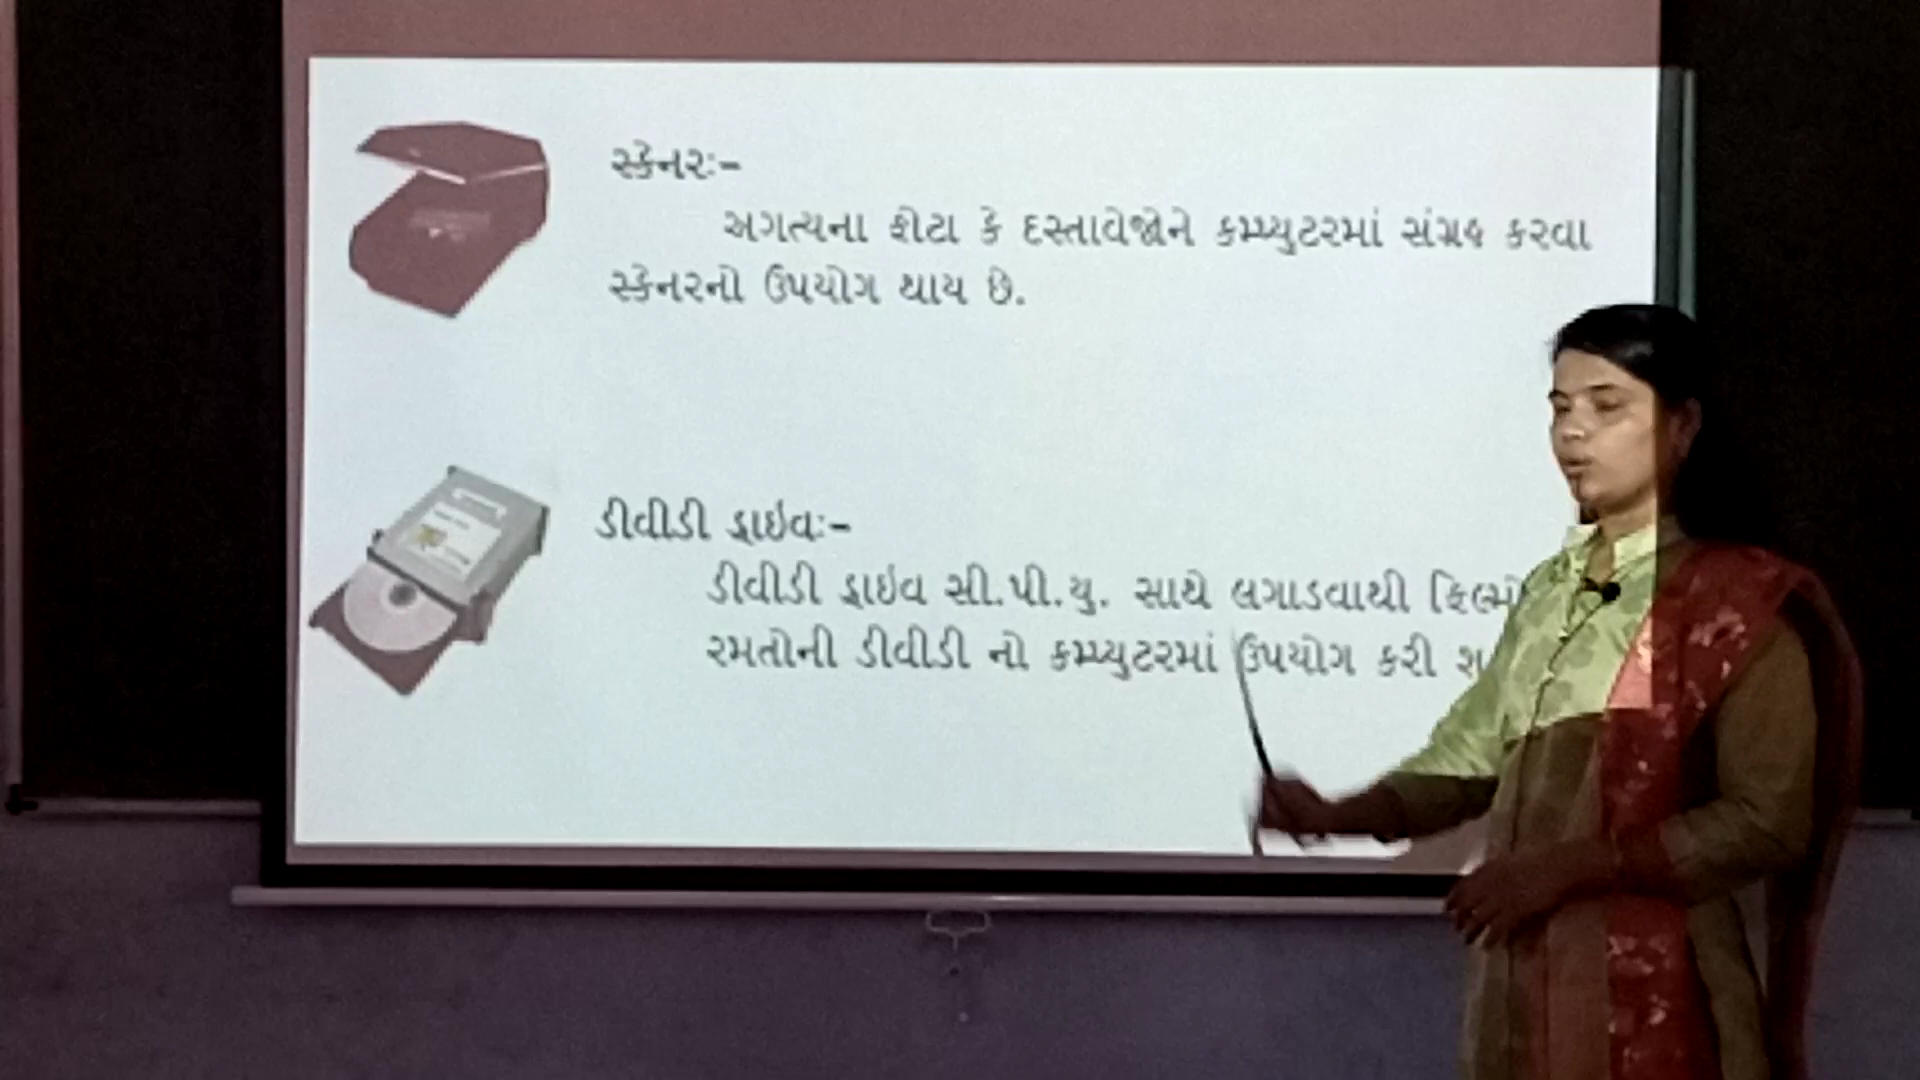 સ્કેનરઃ-
અગત્યના ફોટા કે દસ્તાવેજોને કમ્પ્યુટરમાં સંગ્રહ કરવા
સ્કેનરનો ઉપયોગ થાય છે.
ડીવીડી ડ્રાઇવઃ-
ડીવીડી ડ્રાઇવ સી.પી.યુ. સાથે લગાડવાથી
રમતોની ડીવીડી નો કમ્પ્યુટરમાં ઉપયોગ કરી